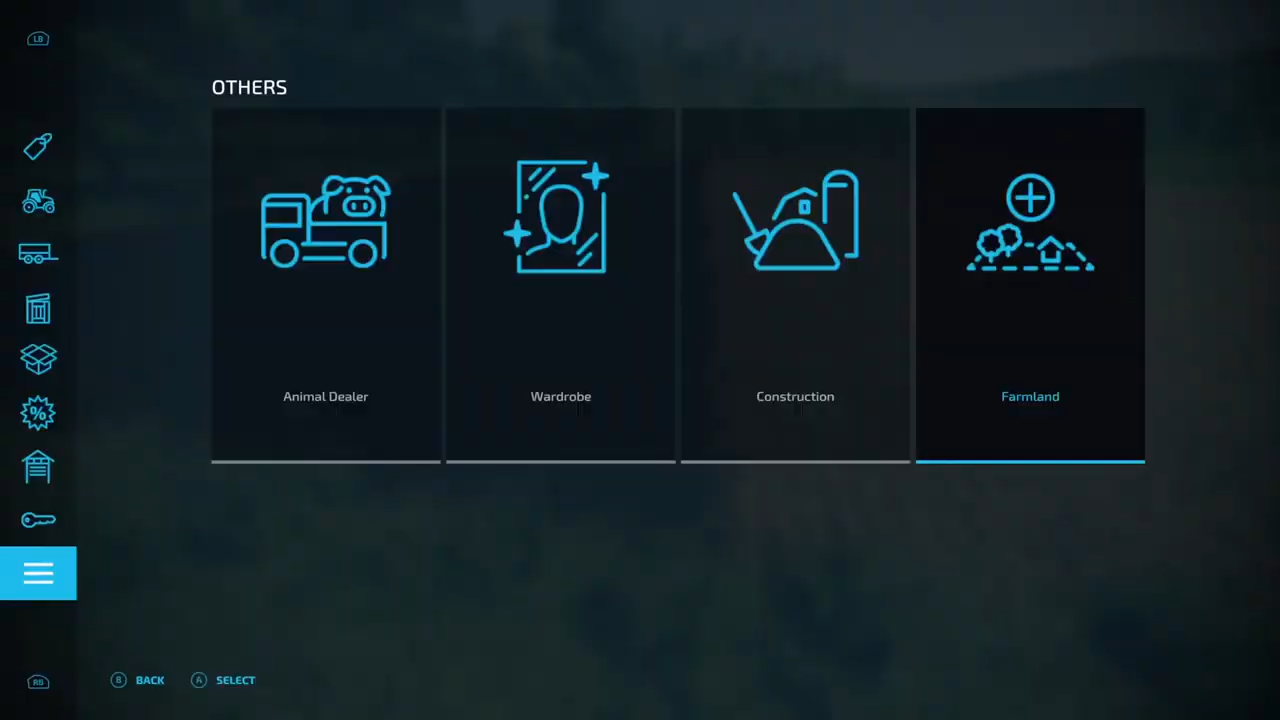 LB
OTHERS
Animal Dealer
Wardrobe
Construction
Farmland
%
RB
B BACK A SELECT